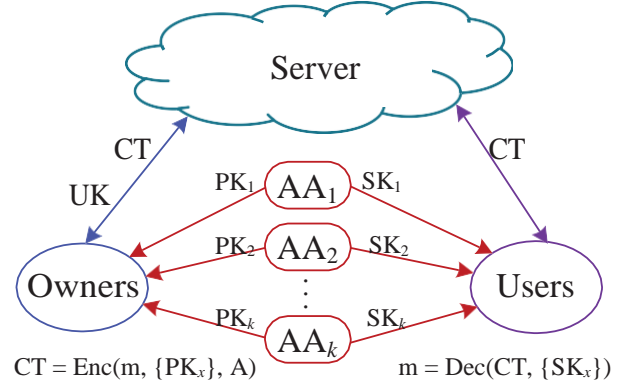 Server
CT
CT
UK
PK₁
AA₁
SK₁
PK₂
AA₂
SK₂
Owners
⋮
Users
PKₖ
AAₖ
SKₖ
CT = Enc(m, {PKₓ}, A)
m = Dec(CT, {SKₓ})